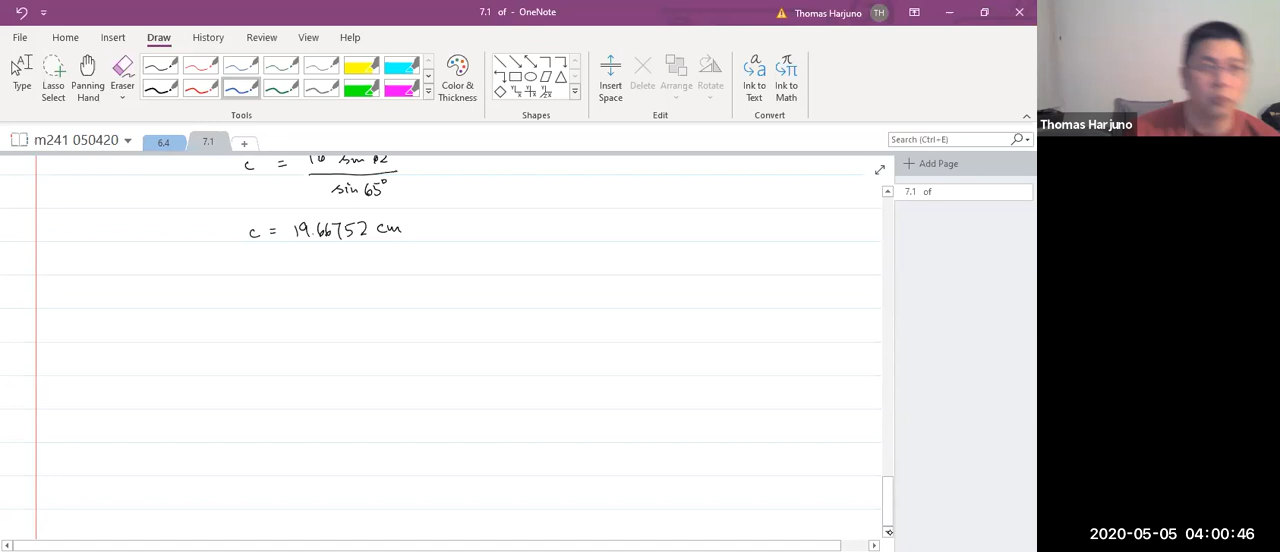 7.1 of - OneNote
Thomas Harjuno
TH
File
Home
Insert
Draw
History
Review
View
Help
Type
Lasso
Select
Panning
Hand
Eraser
Color &
Thickness
Insert
Space
Delete
Arrange
Rotate
Ink to
Text
Ink to
Math
Tools
Shapes
Edit
Convert
m241 050420
6.4
7.1
Search (Ctrl+E)
Add Page
7.1 of
c = sin
sin 65°
c = 19.66752 cm
Thomas Harjuno
2020-05-05 04:00:46